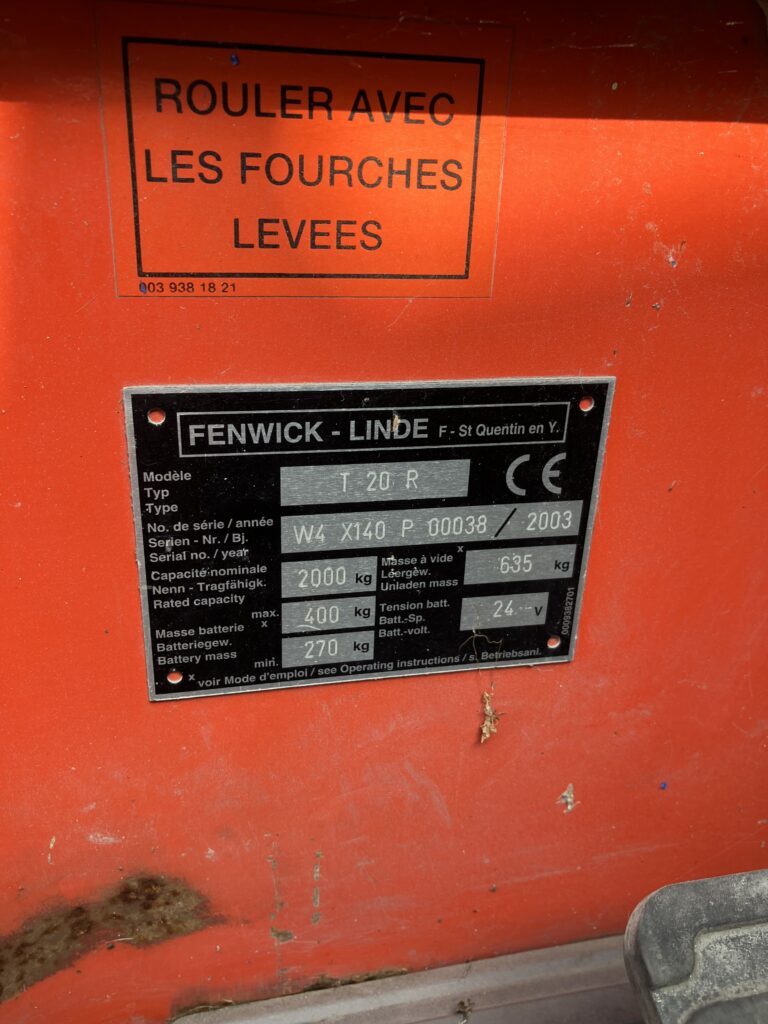 ROULER AVEC
LES FOURCHES
LEVEES
003 938 18 21
FENWICK - LINDE F - St Quentin en Y.
Modèle
Typ
Type
T 20 R
CE
No. de série / année
Serien - Nr. / Bj.
Serial no. / year
W4 X140 P 00038 / 2003
Capacité nominale
Nenn - Tragfähigk.
Rated capacity
2000 kg
Masse à vide x
Leergew.
Unladen mass
635 kg
Masse batterie x
Batteriegew.
Battery mass
max. 400 kg
min. 270 kg
Tension batt.
Batt.-Sp.
Batt.-volt.
24 -- V
0009382701
x voir Mode d'emploi / see Operating instructions / s. Betriebsanl.